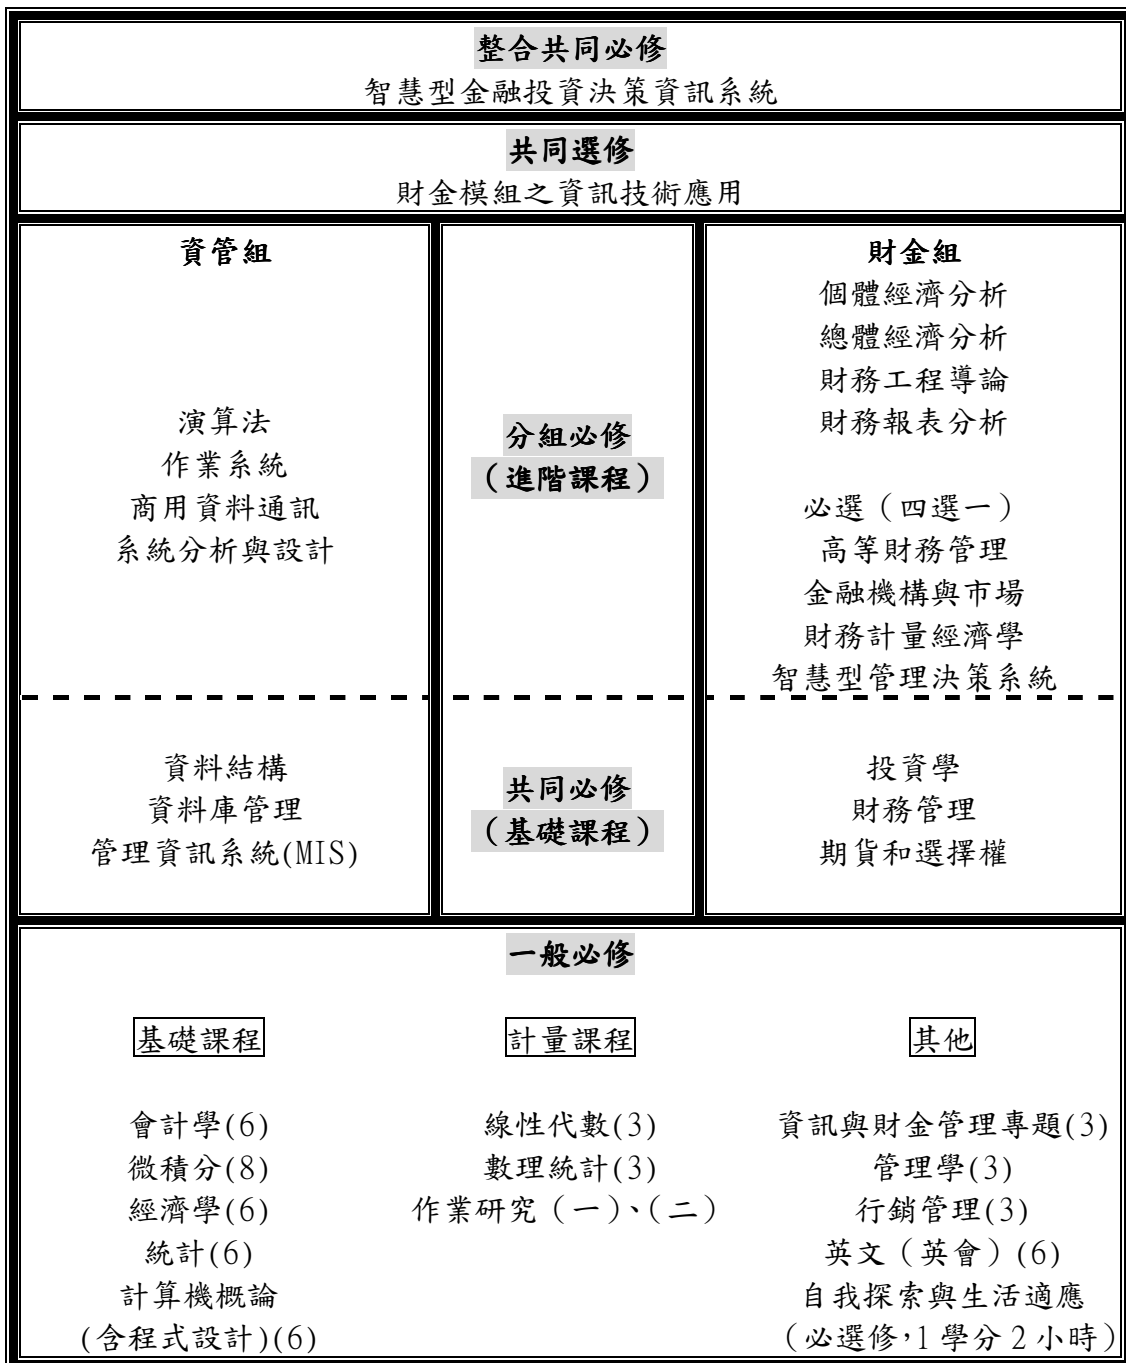 整合共同必修
智慧型金融投資決策資訊系統
共同選修
財金模組之資訊技術應用
資管組
演算法
作業系統
商用資料通訊
系統分析與設計
分組必修
（進階課程）
財金組
個體經濟分析
總體經濟分析
財務工程導論
財務報表分析
必選（四選一）
高等財務管理
金融機構與市場
財務計量經濟學
智慧型管理決策系統
資料結構
資料庫管理
管理資訊系統(MIS)
共同必修
（基礎課程）
投資學
財務管理
期貨和選擇權
一般必修
基礎課程
會計學(6)
微積分(8)
經濟學(6)
統計(6)
計算機概論
(含程式設計)(6)
計量課程
線性代數(3)
數理統計(3)
作業研究（一）、（二）
其他
資訊與財金管理專題(3)
管理學(3)
行銷管理(3)
英文（英會）(6)
自我探索與生活適應
（必選修，1 學分 2 小時）